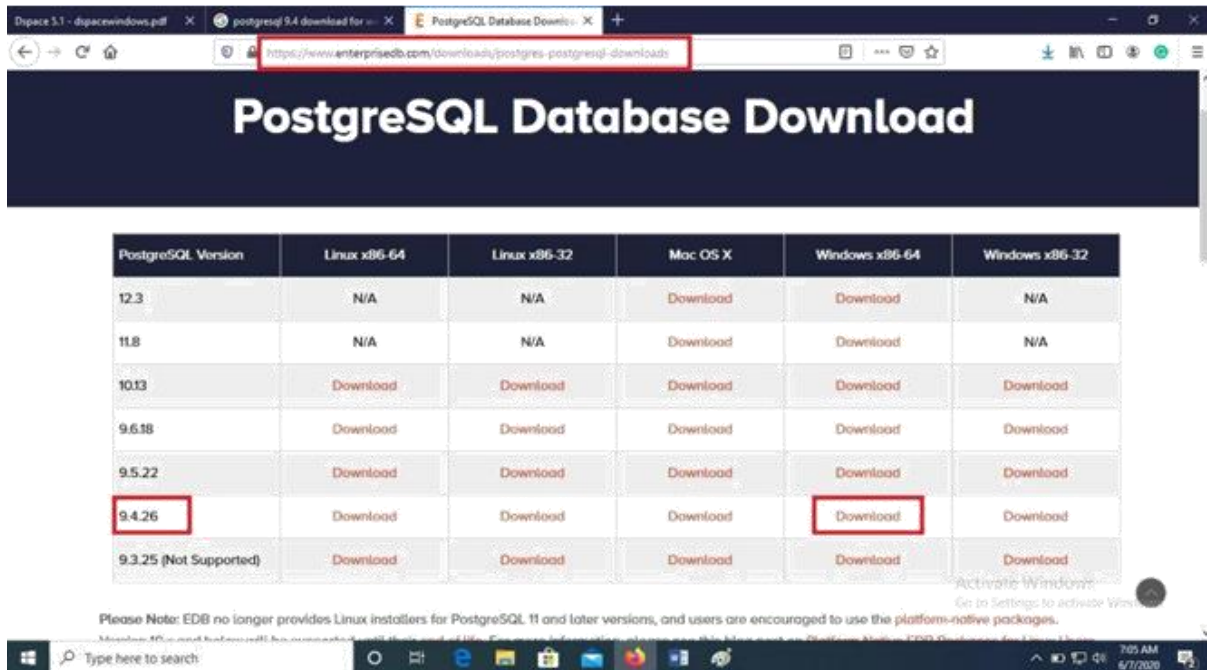 Dspace 5.1 - dspacewindows.pdf
postgresql 9.4 download for
PostgreSQL Database Downlo
https://www.enterprisedb.com/downloads/postgres-postgresql-downloads
PostgreSQL Database Download
PostgreSQL Version Linux x86-64 Linux x86-32 Mac OS X Windows x86-64 Windows x86-32
12.3 N/A N/A Download Download N/A
11.8 N/A N/A Download Download N/A
10.13 Download Download Download Download Download
9.6.18 Download Download Download Download Download
9.5.22 Download Download Download Download Download
9.4.26 Download Download Download Download Download
9.3.25 (Not Supported) Download Download Download Download Download
Activate Windows
Go to Settings to activate
Please Note: EDB no longer provides Linux installers for PostgreSQL 11 and later versions, and users are encouraged to use the platform-native packages.
Type here to search
7:05 AM
6/7/2020